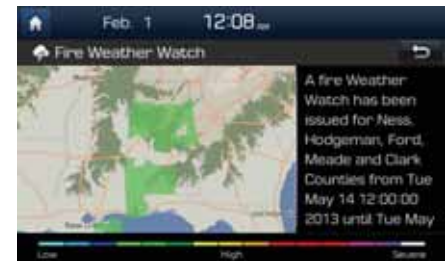 Feb. 1 12:08
Fire Weather Watch
A fire Weather
Watch has been
issued for Ness,
Hodgeman, Ford,
Meade and Clark
Counties from Tue
May 14 12:00:00
2013 until Tue May
Low High Severe